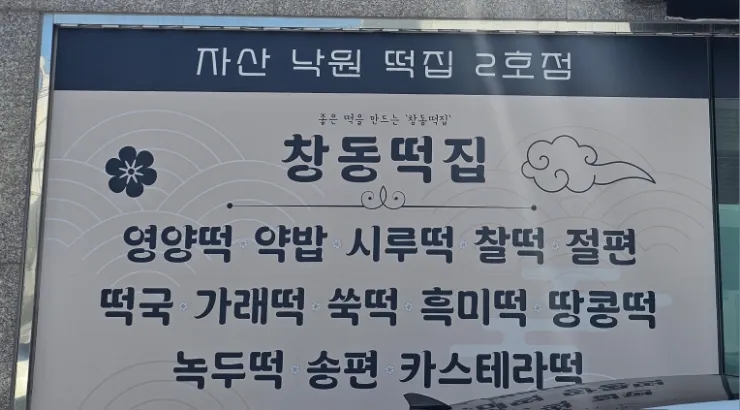 자산 낙원 떡집 2호점
좋은 떡을 만드는 '창동떡집'
창동떡집
영양떡 · 약밥 · 시루떡 · 찰떡 · 절편
떡국 · 가래떡 · 쑥떡 · 흑미떡 · 땅콩떡
녹두떡 · 송편 · 카스테라떡